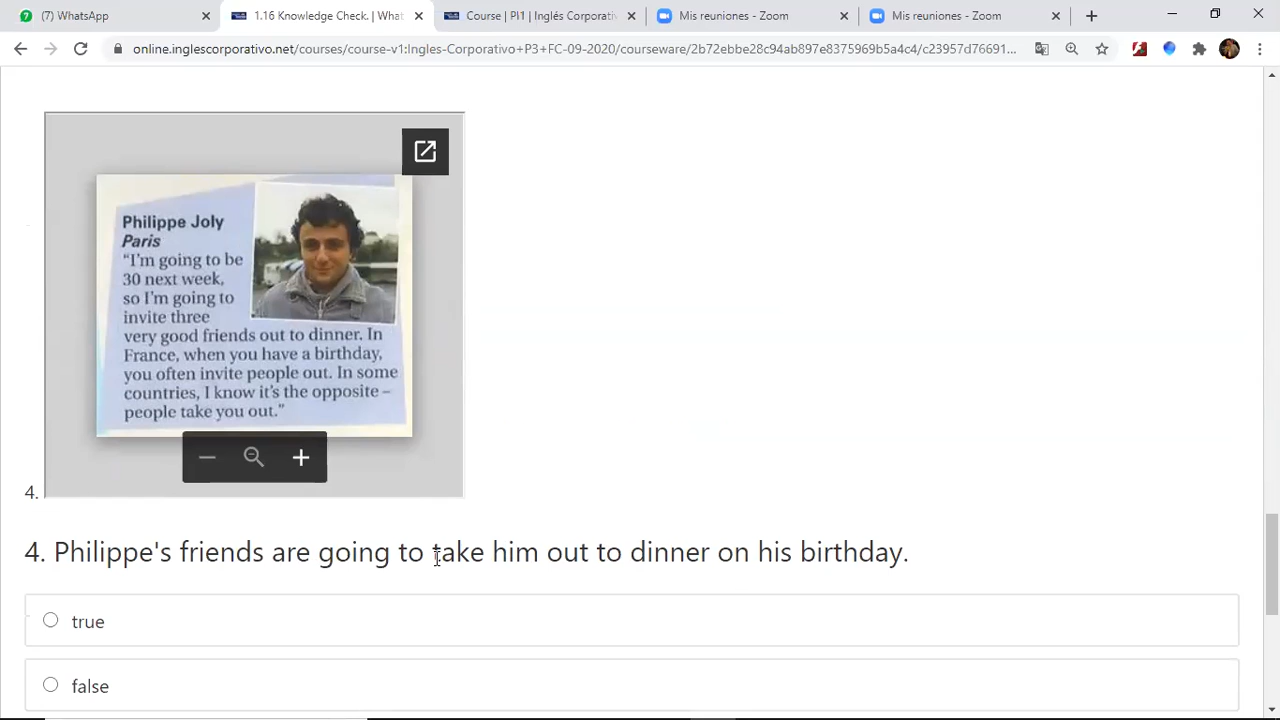 (7) WhatsApp
1.16 Knowledge Check. | What
Course | PI1 | Inglés Corporativ
Mis reuniones - Zoom
Mis reuniones - Zoom
online.inglescorporativo.net/courses/course-v1:Ingles-Corporativo+P3+FC-09-2020/courseware/2b72ebbe28c94ab897e8375969b5a4c4/c23957d76691...
Philippe Joly
Paris
“I'm going to be
30 next week,
so I'm going to
invite three
very good friends out to dinner. In
France, when you have a birthday,
you often invite people out. In some
countries, I know it's the opposite –
people take you out.”
4.
4. Philippe's friends are going to take him out to dinner on his birthday.
true
false